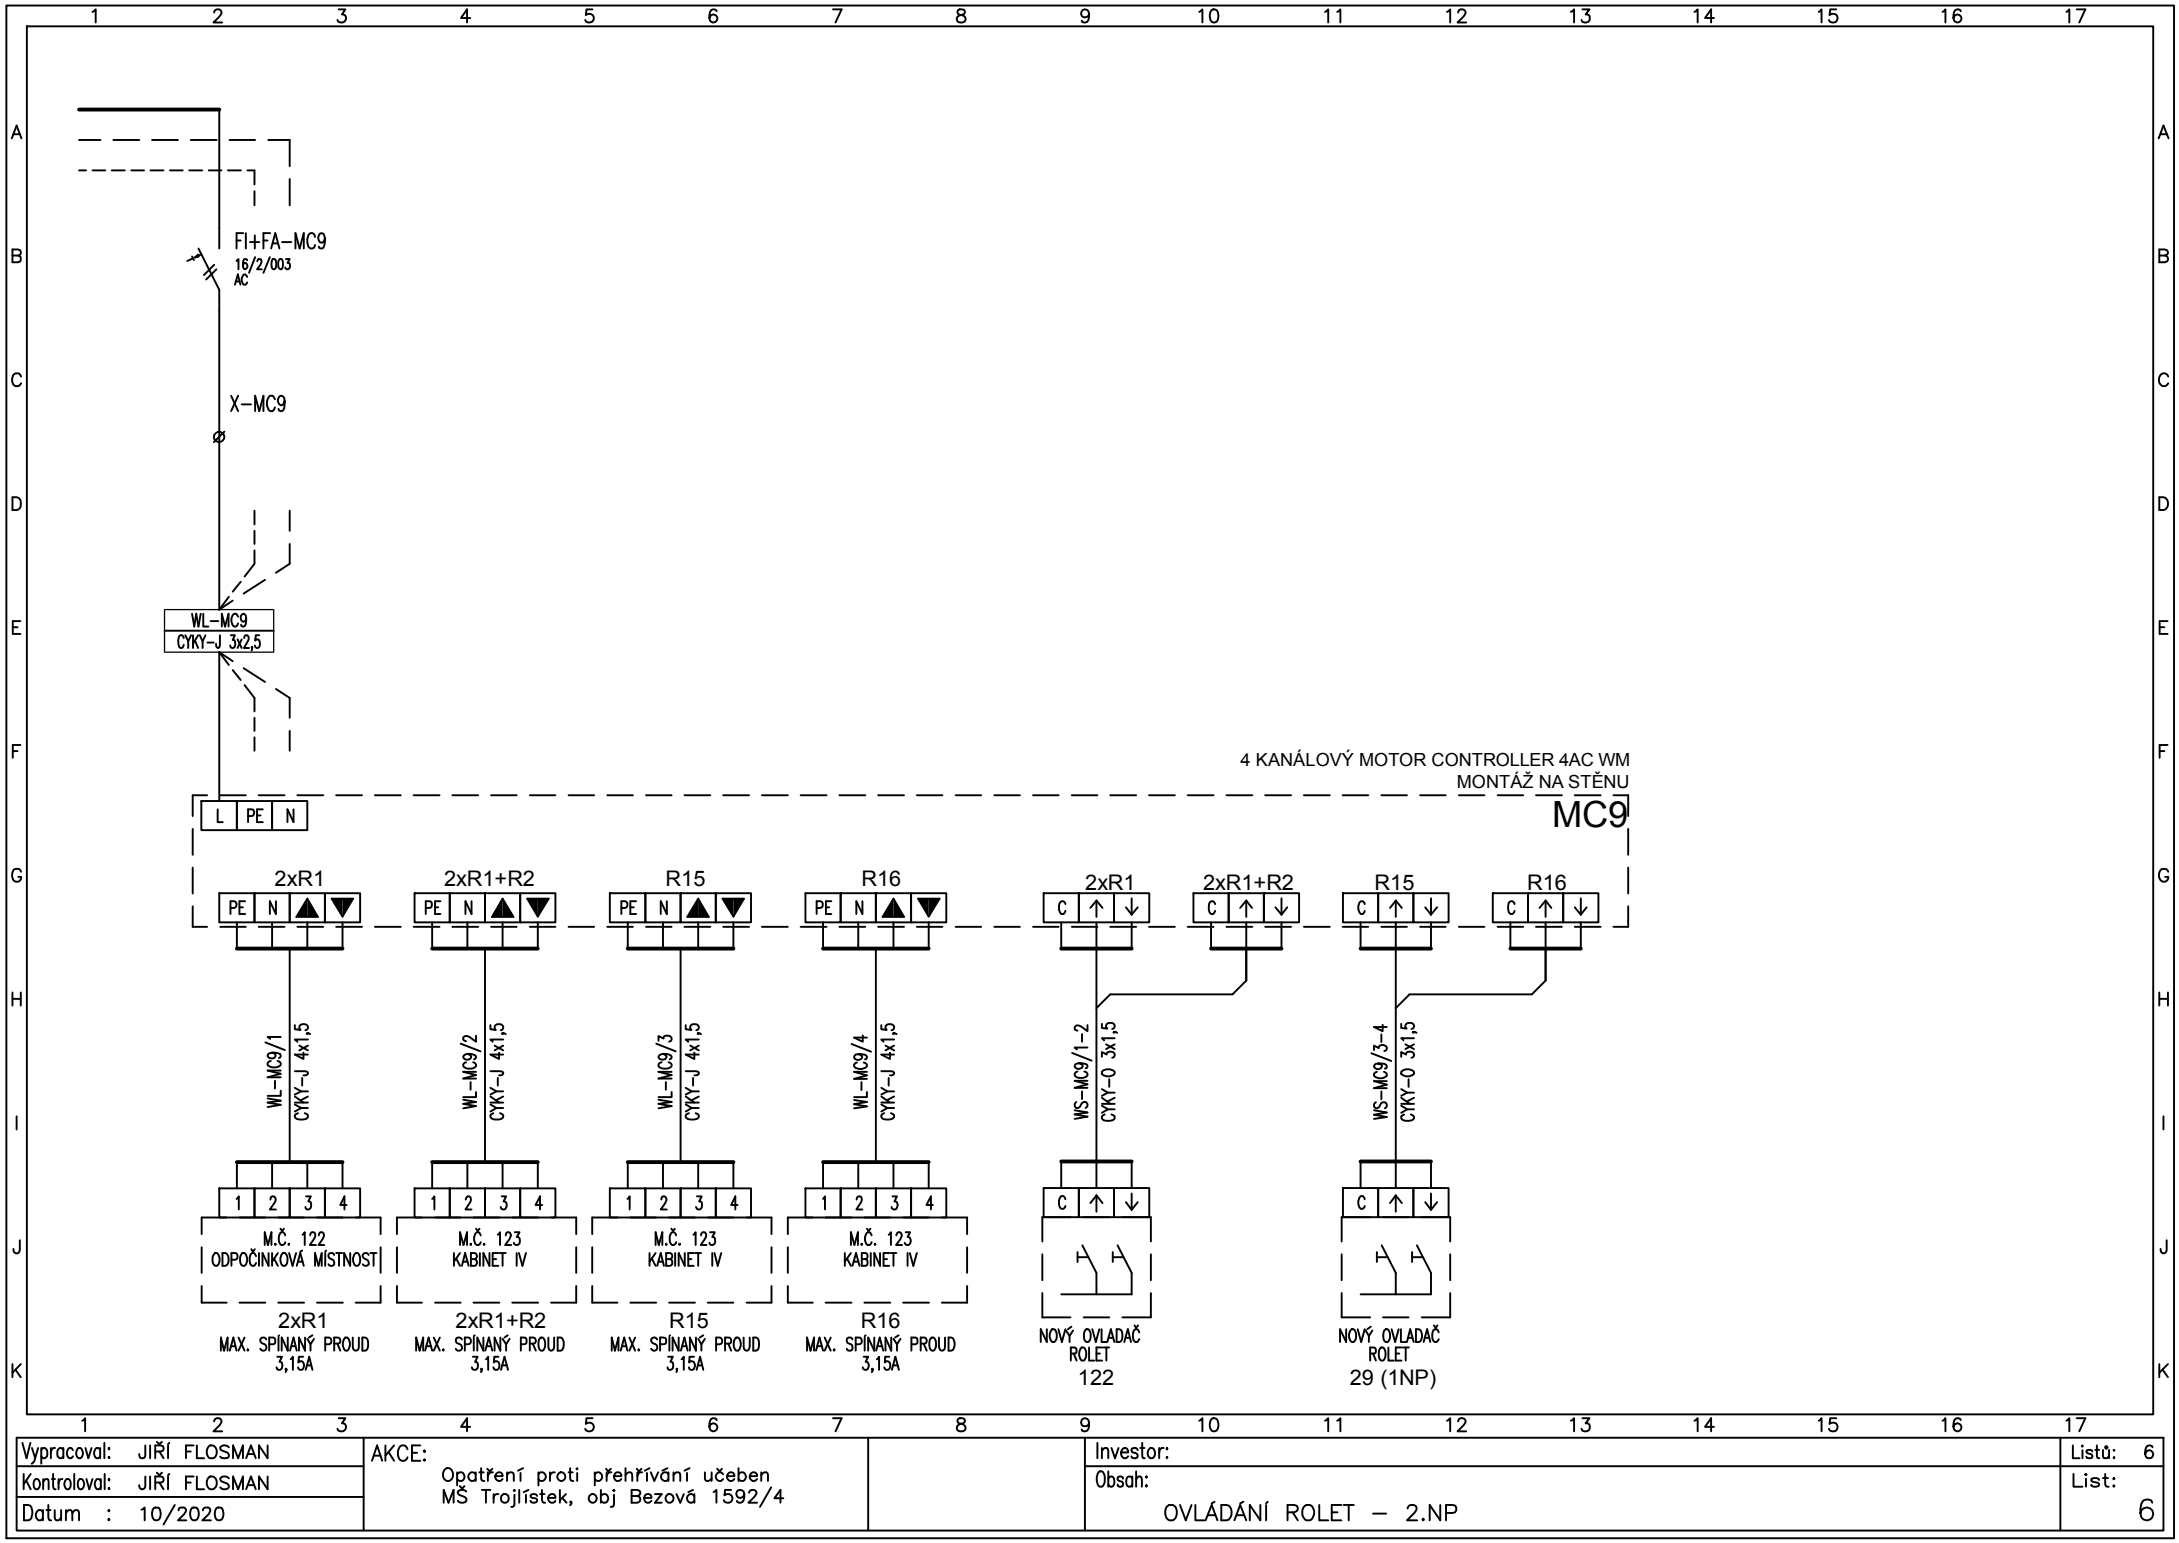 1 2 3 4 5 6 7 8 9 10 11 12 13 14 15 16 17
A A
B B
C C
D D
E E
F F
G G
H H
I I
J J
K K
FI+FA-MC9
16/2/003
AC
X-MC9
WL-MC9
CYKY-J 3x2,5
4 KANÁLOVÝ MOTOR CONTROLLER 4AC WM
MONTÁŽ NA STĚNU
MC9
L PE N
2xR1 2xR1+R2 R15 R16 2xR1 2xR1+R2 R15 R16
PE N PE N PE N PE N C ↑ ↓ C ↑ ↓ C ↑ ↓ C ↑ ↓
WL-MC9/1
CYKY-J 4x1,5
WL-MC9/2
CYKY-J 4x1,5
WL-MC9/3
CYKY-J 4x1,5
WL-MC9/4
CYKY-J 4x1,5
WS-MC9/1-2
CYKY-O 3x1,5
WS-MC9/3-4
CYKY-O 3x1,5
1 2 3 4 1 2 3 4 1 2 3 4 1 2 3 4 C ↑ ↓ C ↑ ↓
M.Č. 122
ODPOČINKOVÁ MÍSTNOST
2xR1
MAX. SPÍNANÝ PROUD
3,15A
M.Č. 123
KABINET IV
2xR1+R2
MAX. SPÍNANÝ PROUD
3,15A
M.Č. 123
KABINET IV
R15
MAX. SPÍNANÝ PROUD
3,15A
M.Č. 123
KABINET IV
R16
MAX. SPÍNANÝ PROUD
3,15A
NOVÝ OVLADAČ
ROLET
122
NOVÝ OVLADAČ
ROLET
29 (1NP)
1 2 3 4 5 6 7 8 9 10 11 12 13 14 15 16 17
Vypracoval: JIŘÍ FLOSMAN
Kontroloval: JIŘÍ FLOSMAN
Datum : 10/2020
AKCE:
Opatření proti přehřívání učeben
MŠ Trojlístek, obj Bezová 1592/4
Investor:
Obsah:
OVLÁDÁNÍ ROLET - 2.NP
Listů: 6
List:
6